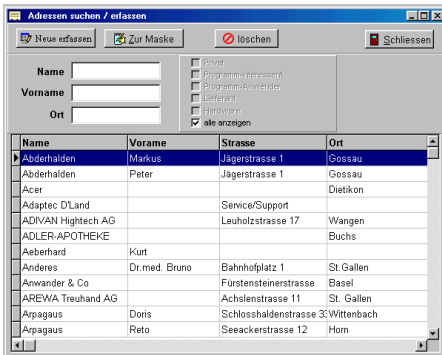 Adressen suchen / erfassen
Neue erfassen Zur Maske löschen Schliessen
Name
Vorname
Ort
Privat
Programm-Interessent
Programm-Anwender
Lieferant
Hardware
alle anzeigen
Name Vorame Strasse Ort
Abderhalden Markus Jägerstrasse 1 Gossau
Abderhalden Peter Jägerstrasse 1 Gossau
Acer Dietikon
Adaptec D'Land Service/Support
ADIVAN Hightech AG Leuholzstrasse 17 Wangen
ADLER-APOTHEKE Buchs
Aeberhard Kurt
Anderes Dr.med. Bruno Bahnhofplatz 1 St.Gallen
Anwander & Co Fürstensteinerstrasse Basel
AREWA Treuhand AG Achslenstrasse 11 St. Gallen
Arpagaus Doris Schlosshaldenstrasse 33 Wittenbach
Arpagaus Reto Seeackerstrasse 12 Horn